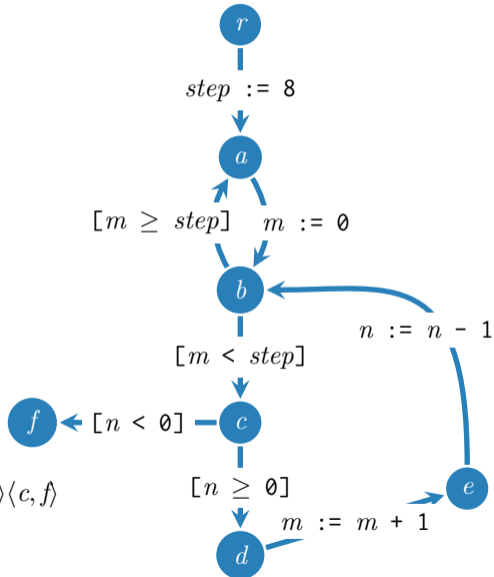 r
step := 8
a
[m ≥ step] m := 0
b
n := n - 1
[m < step]
f [n < 0] c
[n ≥ 0] e
⟩⟨c, f⟩
m := m + 1
d